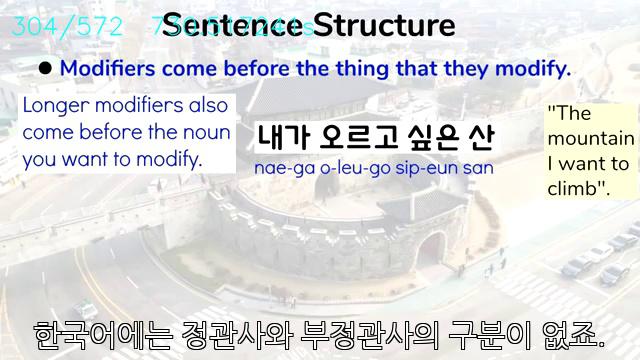 304/572
Sentence Structure
● Modifiers come before the thing that they modify.
Longer modifiers also
come before the noun
you want to modify.
내가 오르고 싶은 산
nae-ga o-leu-go sip-eun san
"The
mountain
I want to
climb".
한국어에는 정관사와 부정관사의 구분이 없죠.